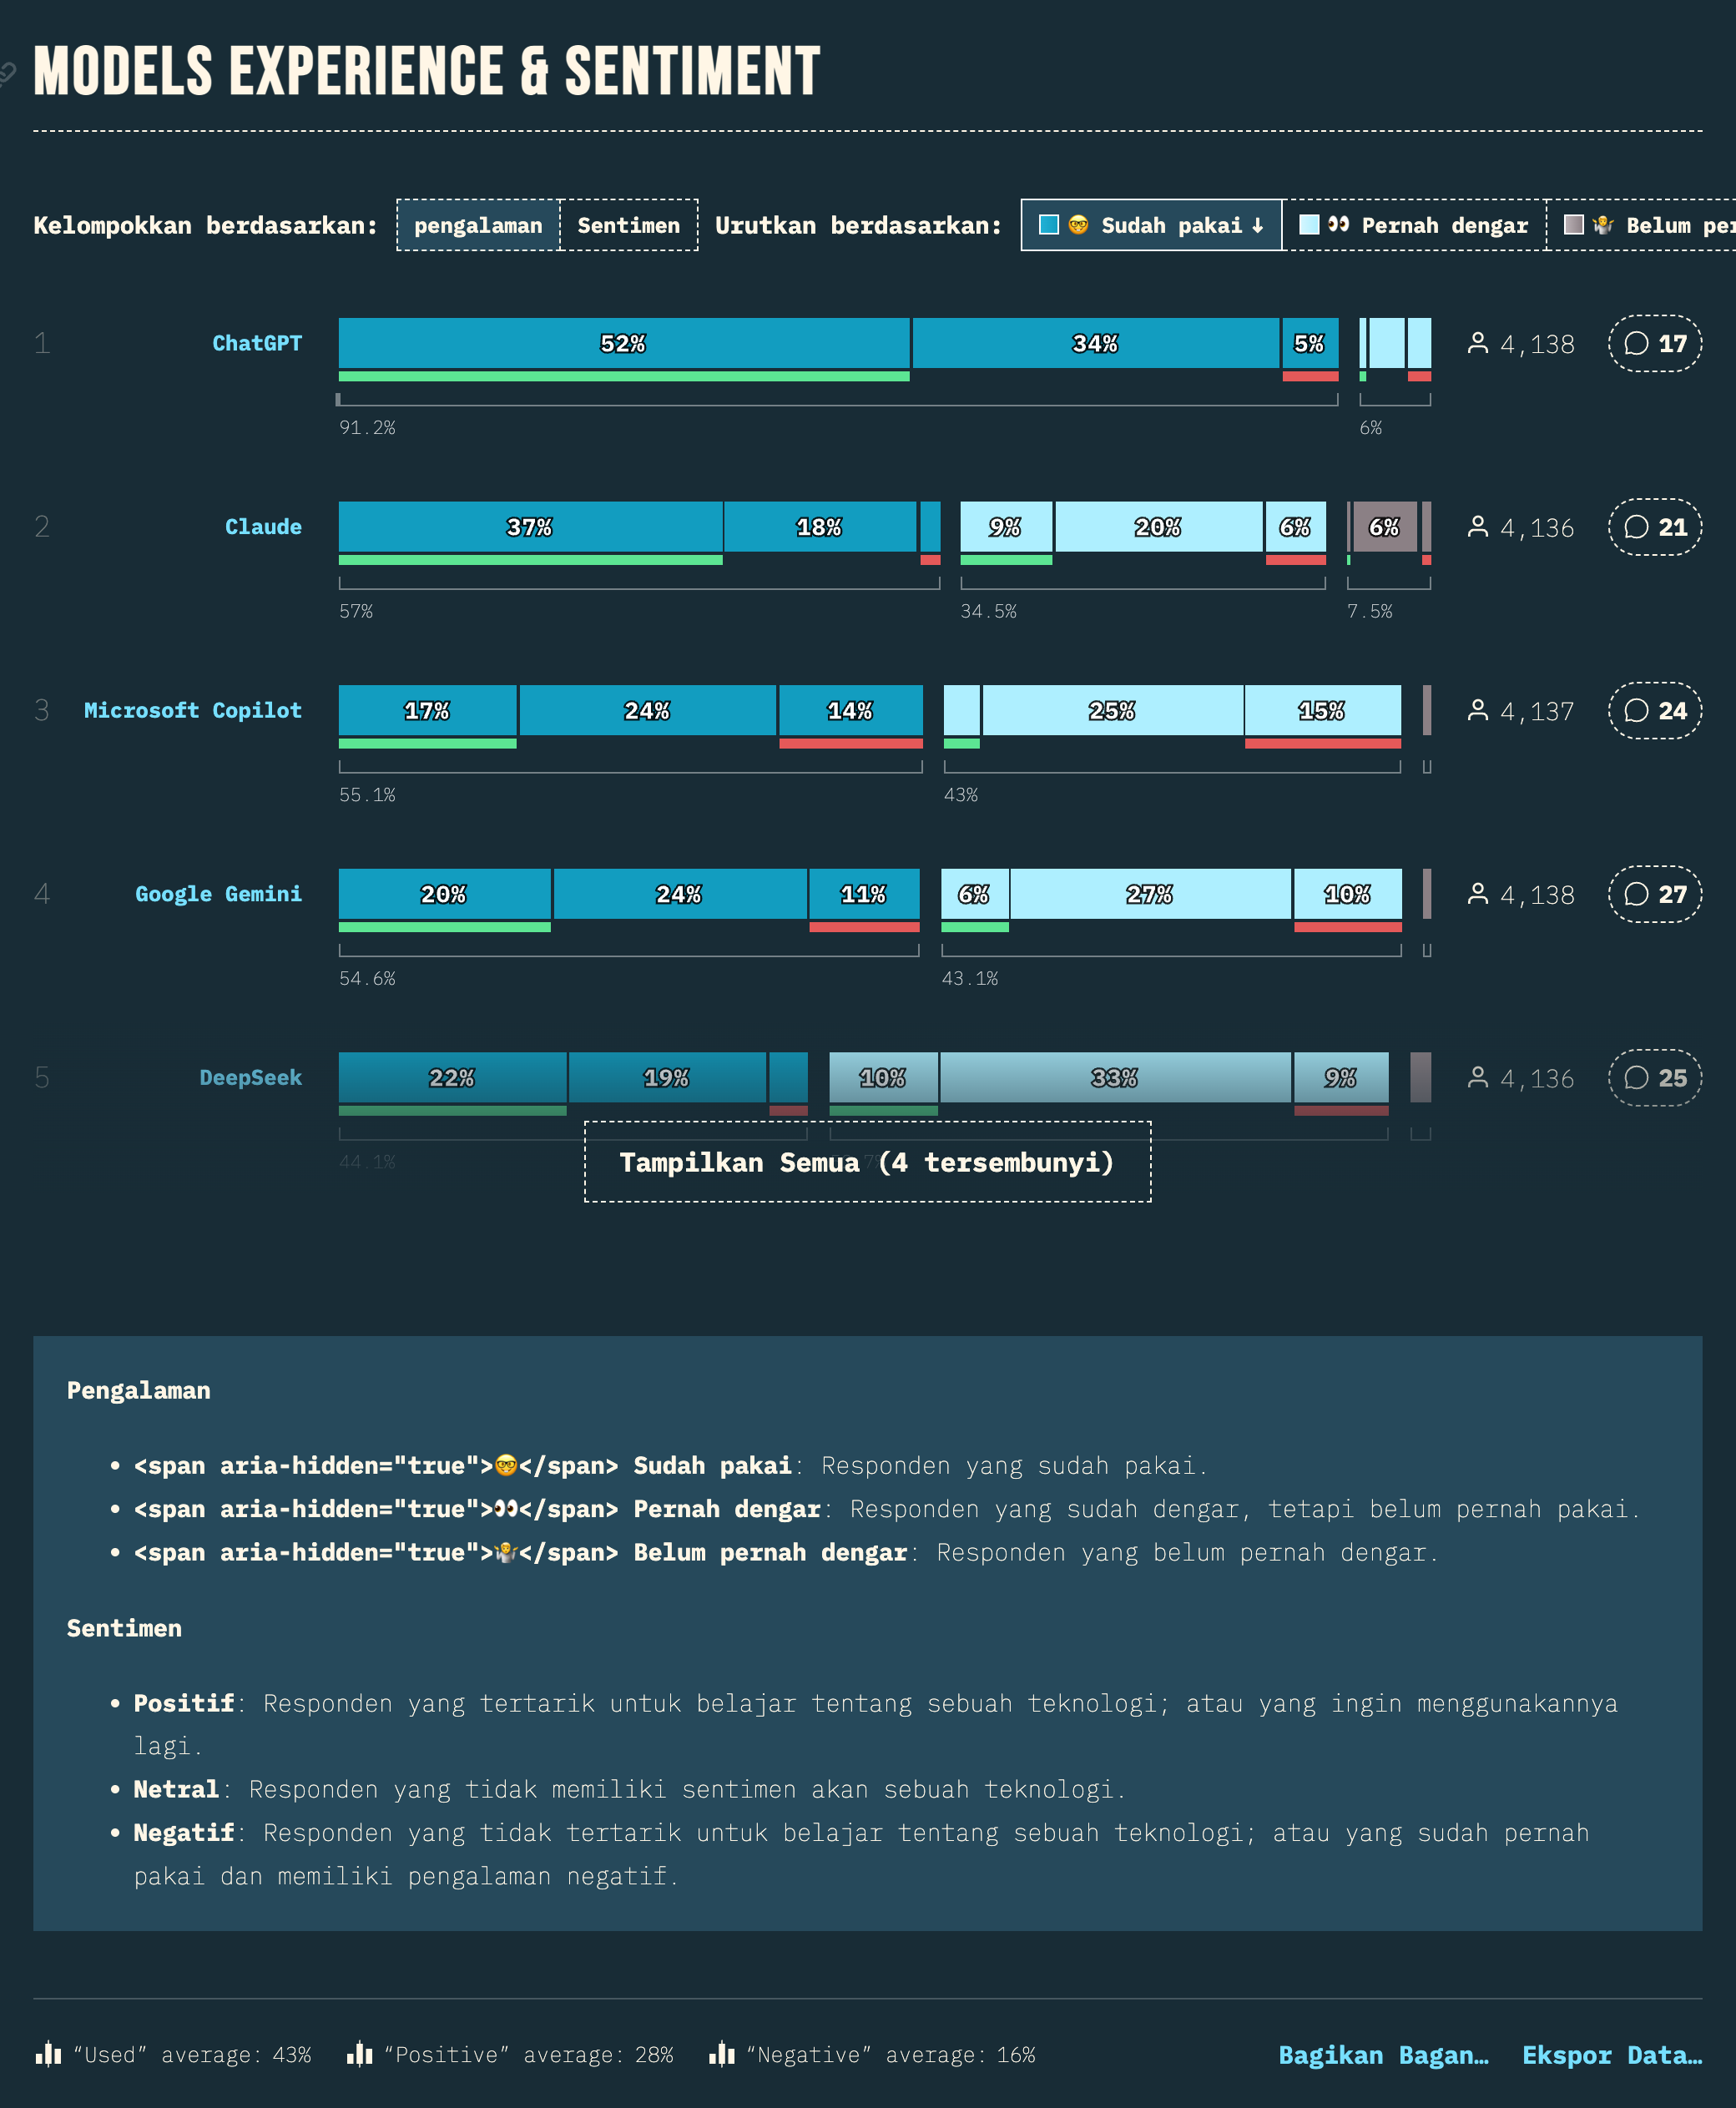 MODELS EXPERIENCE & SENTIMENT
Kelompokkan berdasarkan: pengalaman Sentimen Urutkan berdasarkan: 🤓 Sudah pakai ↓ 👀 Pernah dengar 🤷 Belum per
1 ChatGPT 52% 34% 5% 4,138 17
91.2% 6%
2 Claude 37% 18% 9% 20% 6% 6% 4,136 21
57% 34.5% 7.5%
3 Microsoft Copilot 17% 24% 14% 25% 15% 4,137 24
55.1% 43%
4 Google Gemini 20% 24% 11% 6% 27% 10% 4,138 27
54.6% 43.1%
5 DeepSeek 22% 19% 10% 33% 9% 4,136 25
44.1%
Tampilkan Semua (4 tersembunyi)
Pengalaman
• <span aria-hidden="true">🤓</span> Sudah pakai: Responden yang sudah pakai.
• <span aria-hidden="true">👀</span> Pernah dengar: Responden yang sudah dengar, tetapi belum pernah pakai.
• <span aria-hidden="true">🤷</span> Belum pernah dengar: Responden yang belum pernah dengar.
Sentimen
• Positif: Responden yang tertarik untuk belajar tentang sebuah teknologi; atau yang ingin menggunakannya
lagi.
• Netral: Responden yang tidak memiliki sentimen akan sebuah teknologi.
• Negatif: Responden yang tidak tertarik untuk belajar tentang sebuah teknologi; atau yang sudah pernah
pakai dan memiliki pengalaman negatif.
“Used” average: 43% “Positive” average: 28% “Negative” average: 16% Bagikan Bagan… Ekspor Data…